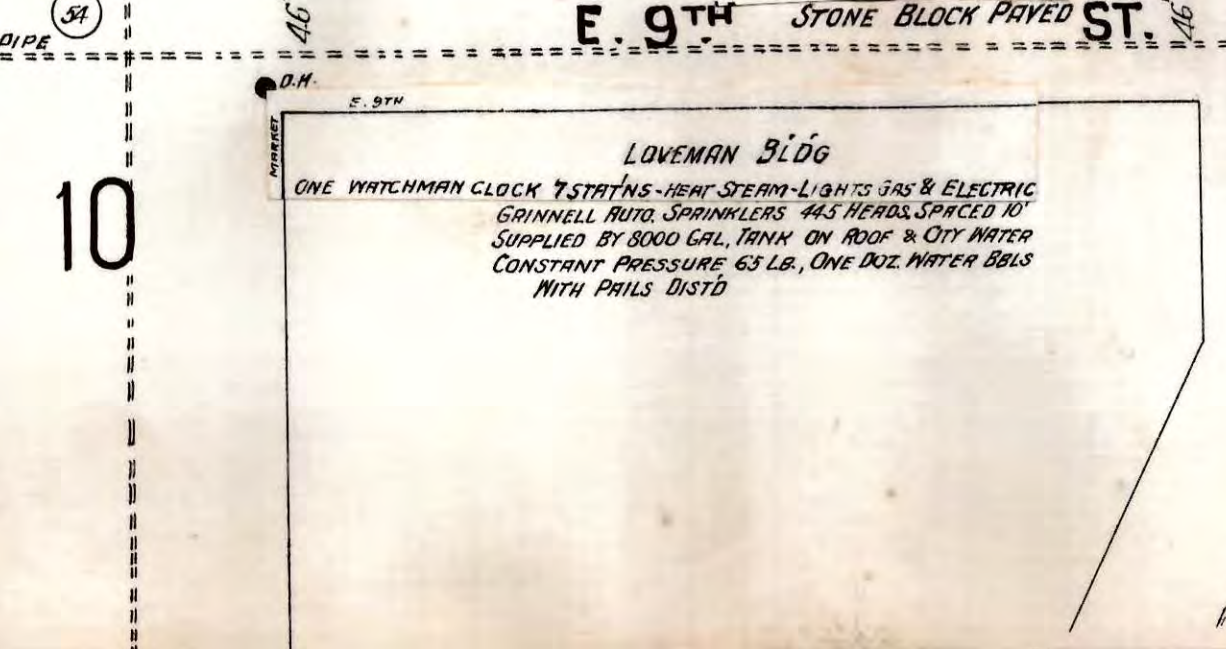 54
PIPE
46
E. 9TH STONE BLOCK PAVED ST.
46
D.H.
E. 9TH
MARKET
10
LOVEMAN BLD'G
ONE WATCHMAN CLOCK 7 STAT'NS-HEAT STEAM-LIGHTS GAS & ELECTRIC
GRINNELL AUTO. SPRINKLERS 445 HEADS SPACED 10'
SUPPLIED BY 8000 GAL, TANK ON ROOF & CITY WATER
CONSTANT PRESSURE 65 LB., ONE DOZ. WATER BBLS
WITH PAILS DIST'D